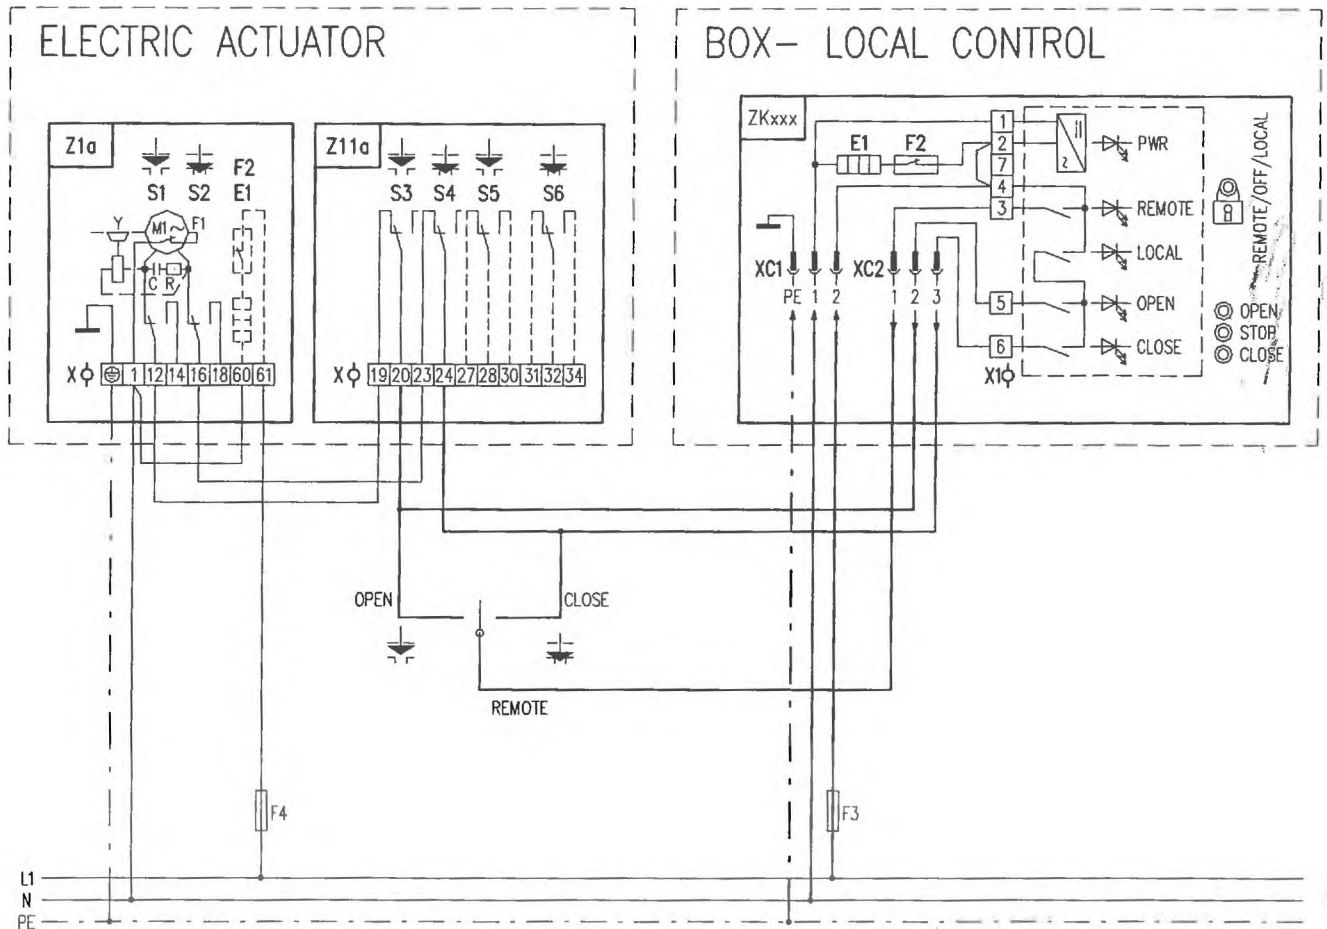 ELECTRIC ACTUATOR
BOX- LOCAL CONTROL
Z1a
S1 S2 F2
E1
Y M1 F1
C R
X 1 12 14 16 18 60 61
Z11a
S3 S4 S5 S6
X 19 20 23 24 27 28 30 31 32 34
ZKxxx
E1 F2
1
2
7
4
3
5
6
X1
PWR
REMOTE
LOCAL
OPEN
CLOSE
REMOTE/OFF/LOCAL
OPEN
STOP
CLOSE
XC1 XC2
PE 1 2 1 2 3
OPEN CLOSE
REMOTE
F4 F3
L1
N
PE